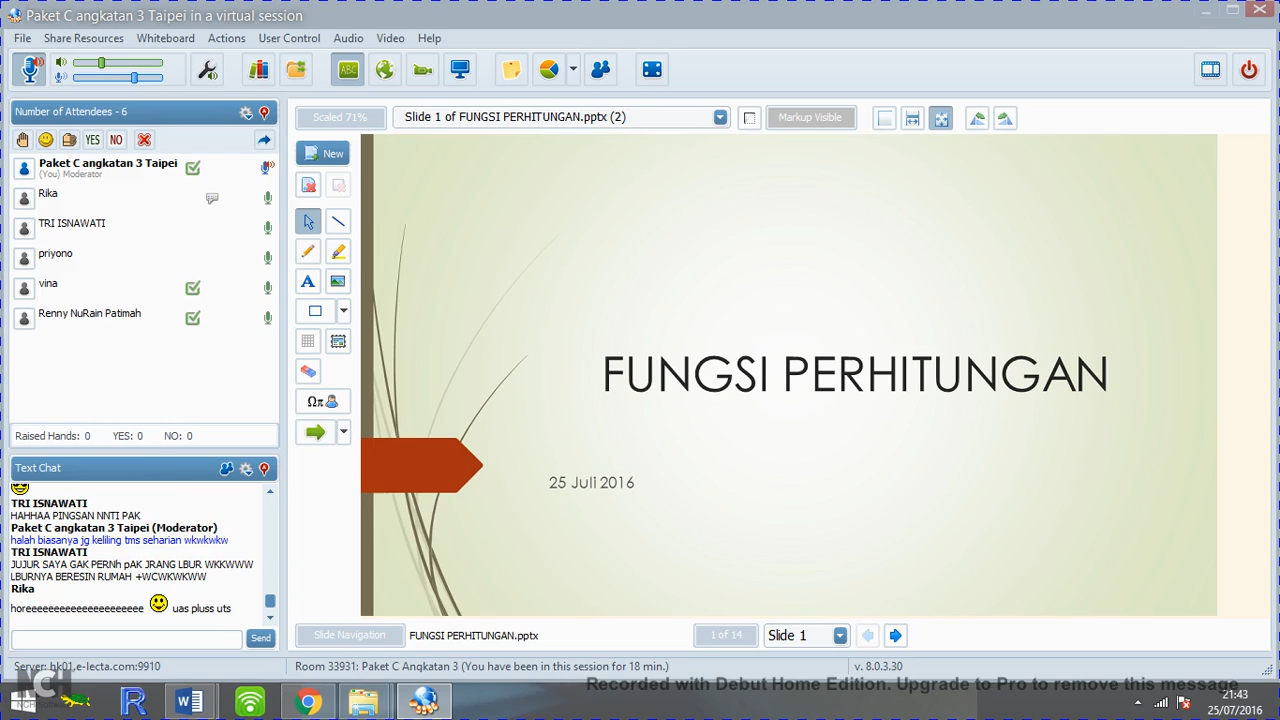 Paket C angkatan 3 Taipei in a virtual session
File Share Resources Whiteboard Actions User Control Audio Video Help
ABC
Number of Attendees - 6
YES NO
Paket C angkatan 3 Taipei
(You) Moderator
Rika
TRI ISNAWATI
priyono
vina
Renny NuRain Patimah
Raised Hands: 0 YES: 0 NO: 0
Text Chat
TRI ISNAWATI
HAHHAA PINGSAN NNTI PAK
Paket C angkatan 3 Taipei (Moderator)
halah biasanya jg keliling tms seharian wkwkwkw
TRI ISNAWATI
JUJUR SAYA GAK PERNh pAK JRANG LBUR WKKWWW
LBURNYA BERESIN RUMAH +WCWKWKWW
Rika
horeeeeeeeeeeeeeeeeeeeee uas pluss uts
Send
Scaled 71% Slide 1 of FUNGSI PERHITUNGAN.pptx (2) Markup Visible
New
A
Ωπ
FUNGSI PERHITUNGAN
25 Juli 2016
Slide Navigation FUNGSI PERHITUNGAN.pptx 1 of 14 Slide 1
Server: hk01.e-lecta.com:9910 Room 33931: Paket C Angkatan 3 (You have been in this session for 18 min.) v. 8.0.3.30
Recorded with Debut Home Edition. Upgrade to Pro to remove this message
NCH
NCH Software
R
W
21:43
25/07/2016